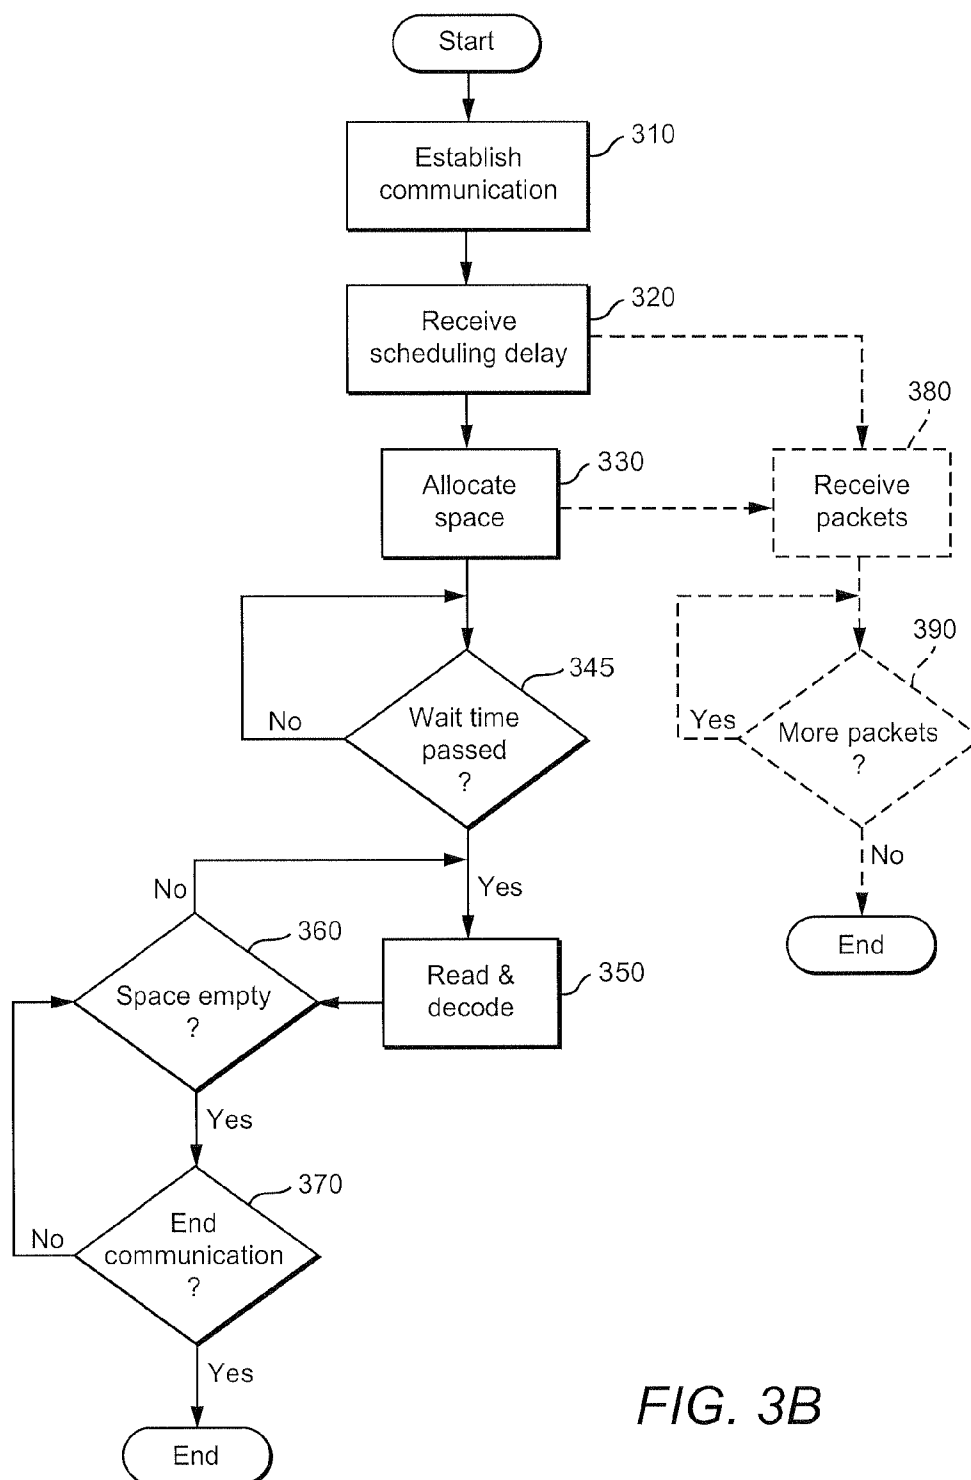 Start
310
Establish
communication
320
Receive
scheduling delay
380
330
Allocate
space
Receive
packets
390
345
No
Wait time
passed
?
Yes
More packets
?
No
Yes
No
360
End
Space empty
?
Read &
decode
350
Yes
370
No
End
communication
?
Yes
FIG. 3B
End